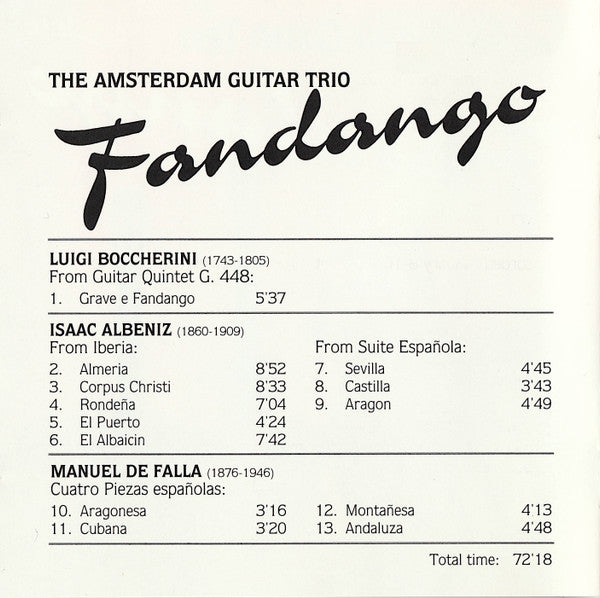 THE AMSTERDAM GUITAR TRIO
Fandango
LUIGI BOCCHERINI (1743-1805)
From Guitar Quintet G. 448:
1. Grave e Fandango 5'37
ISAAC ALBENIZ (1860-1909)
From Iberia:
2. Almeria 8'52
3. Corpus Christi 8'33
4. Rondeña 7'04
5. El Puerto 4'24
6. El Albaicin 7'42
From Suite Española:
7. Sevilla 4'45
8. Castilla 3'43
9. Aragon 4'49
MANUEL DE FALLA (1876-1946)
Cuatro Piezas españolas:
10. Aragonesa 3'16
11. Cubana 3'20
12. Montañesa 4'13
13. Andaluza 4'48
Total time: 72'18